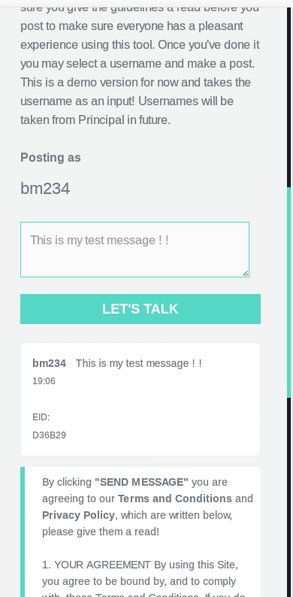 sure you give the guidelines a read before you
post to make sure everyone has a pleasant
experience using this tool. Once you've done it
you may select a username and make a post.
This is a demo version for now and takes the
username as an input! Usernames will be
taken from Principal in future.
Posting as
bm234
This is my test message ! !
LET'S TALK
bm234 This is my test message ! !
19:06
EID:
D36B29
By clicking "SEND MESSAGE" you are
agreeing to our Terms and Conditions and
Privacy Policy, which are written below,
please give them a read!
1. YOUR AGREEMENT By using this Site,
you agree to be bound by, and to comply
with, these Terms and Conditions. If you do